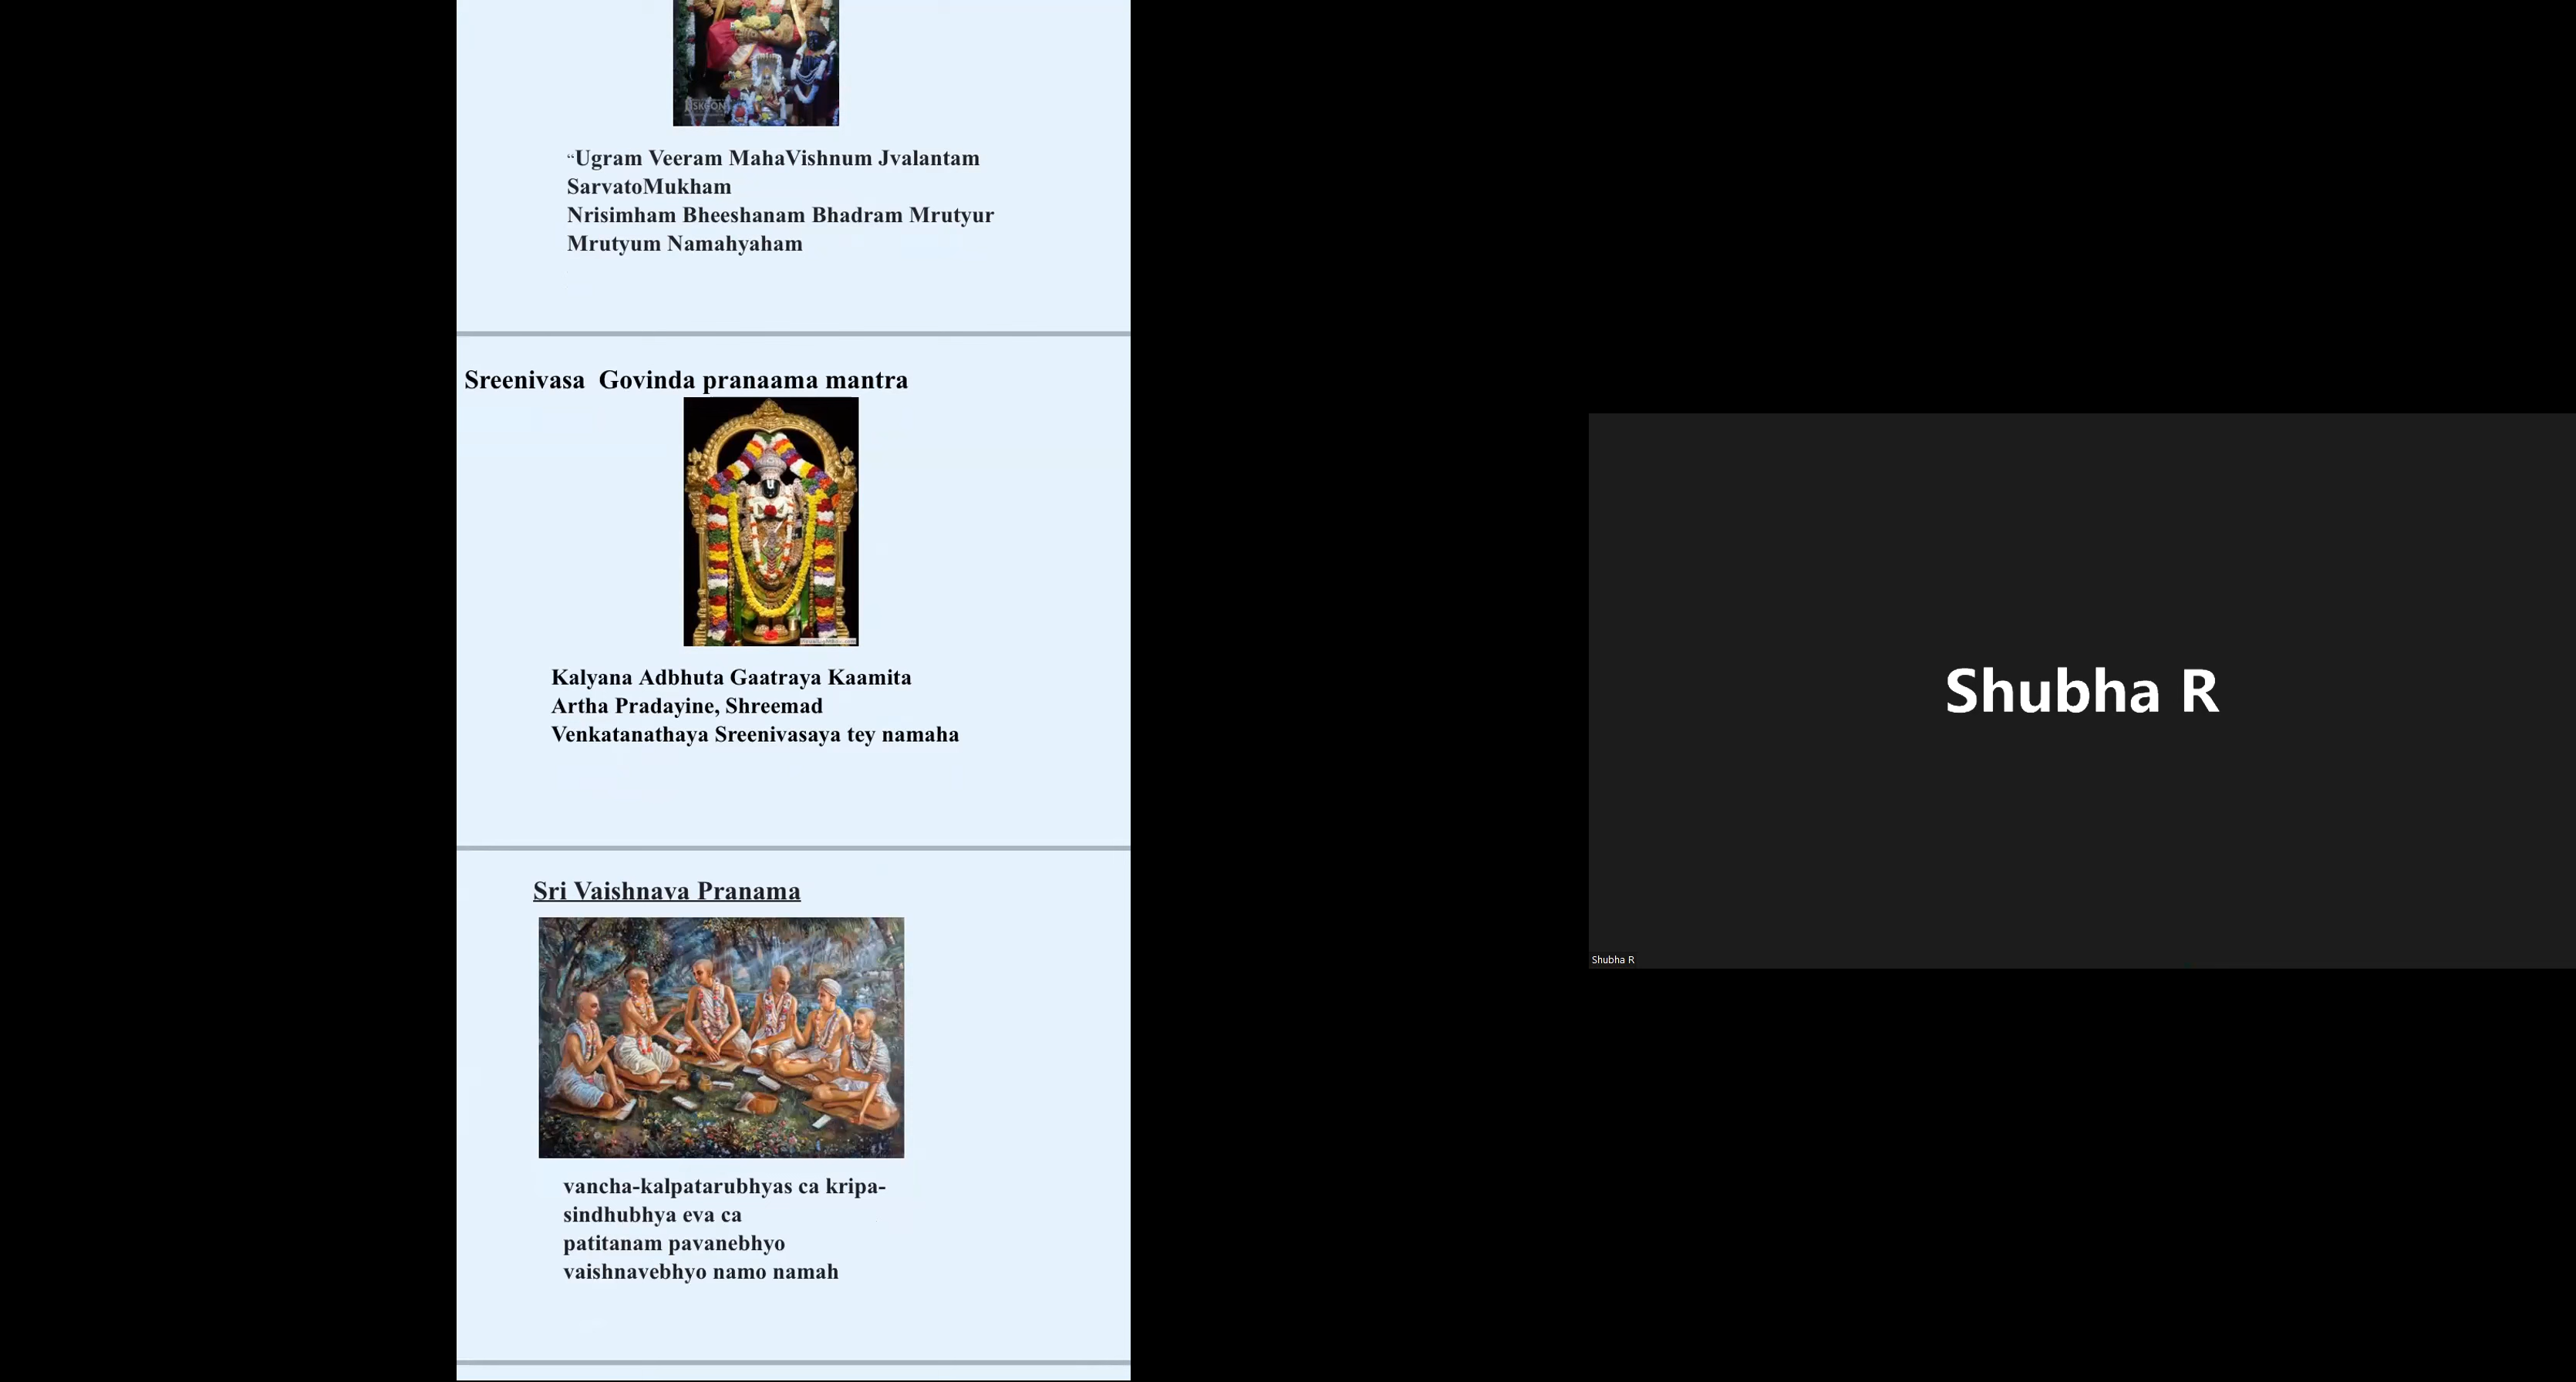 ISKCON
“Ugram Veeram MahaVishnum Jvalantam
SarvatoMukham
Nrisimham Bheeshanam Bhadram Mrutyur
Mrutyum Namahyaham
Sreenivasa  Govinda pranaama mantra
Kalyana Adbhuta Gaatraya Kaamita
Artha Pradayine, Shreemad
Venkatanathaya Sreenivasaya tey namaha
Sri Vaishnava Pranama
vancha-kalpatarubhyas ca kripa-
sindhubhya eva ca
patitanam pavanebhyo
vaishnavebhyo namo namah
Shubha R
Shubha R